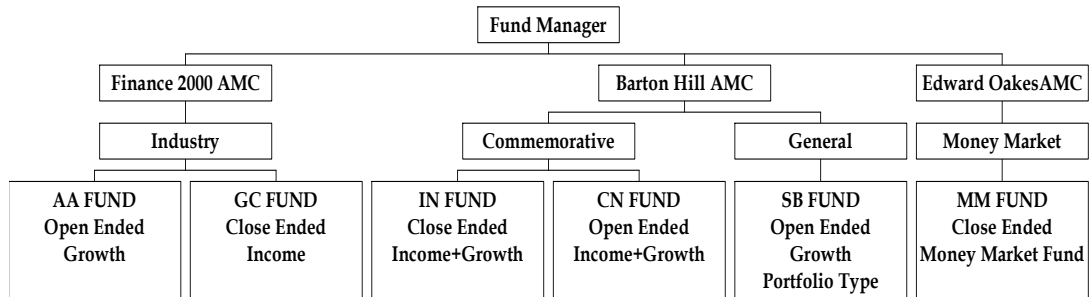 Fund Manager
Finance 2000 AMC
Barton Hill AMC
Edward OakesAMC
Industry
Commemorative
General
Money Market
AA FUND
Open Ended
Growth
GC FUND
Close Ended
Income
IN FUND
Close Ended
Income+Growth
CN FUND
Open Ended
Income+Growth
SB FUND
Open Ended
Growth
Portfolio Type
MM FUND
Close Ended
Money Market Fund